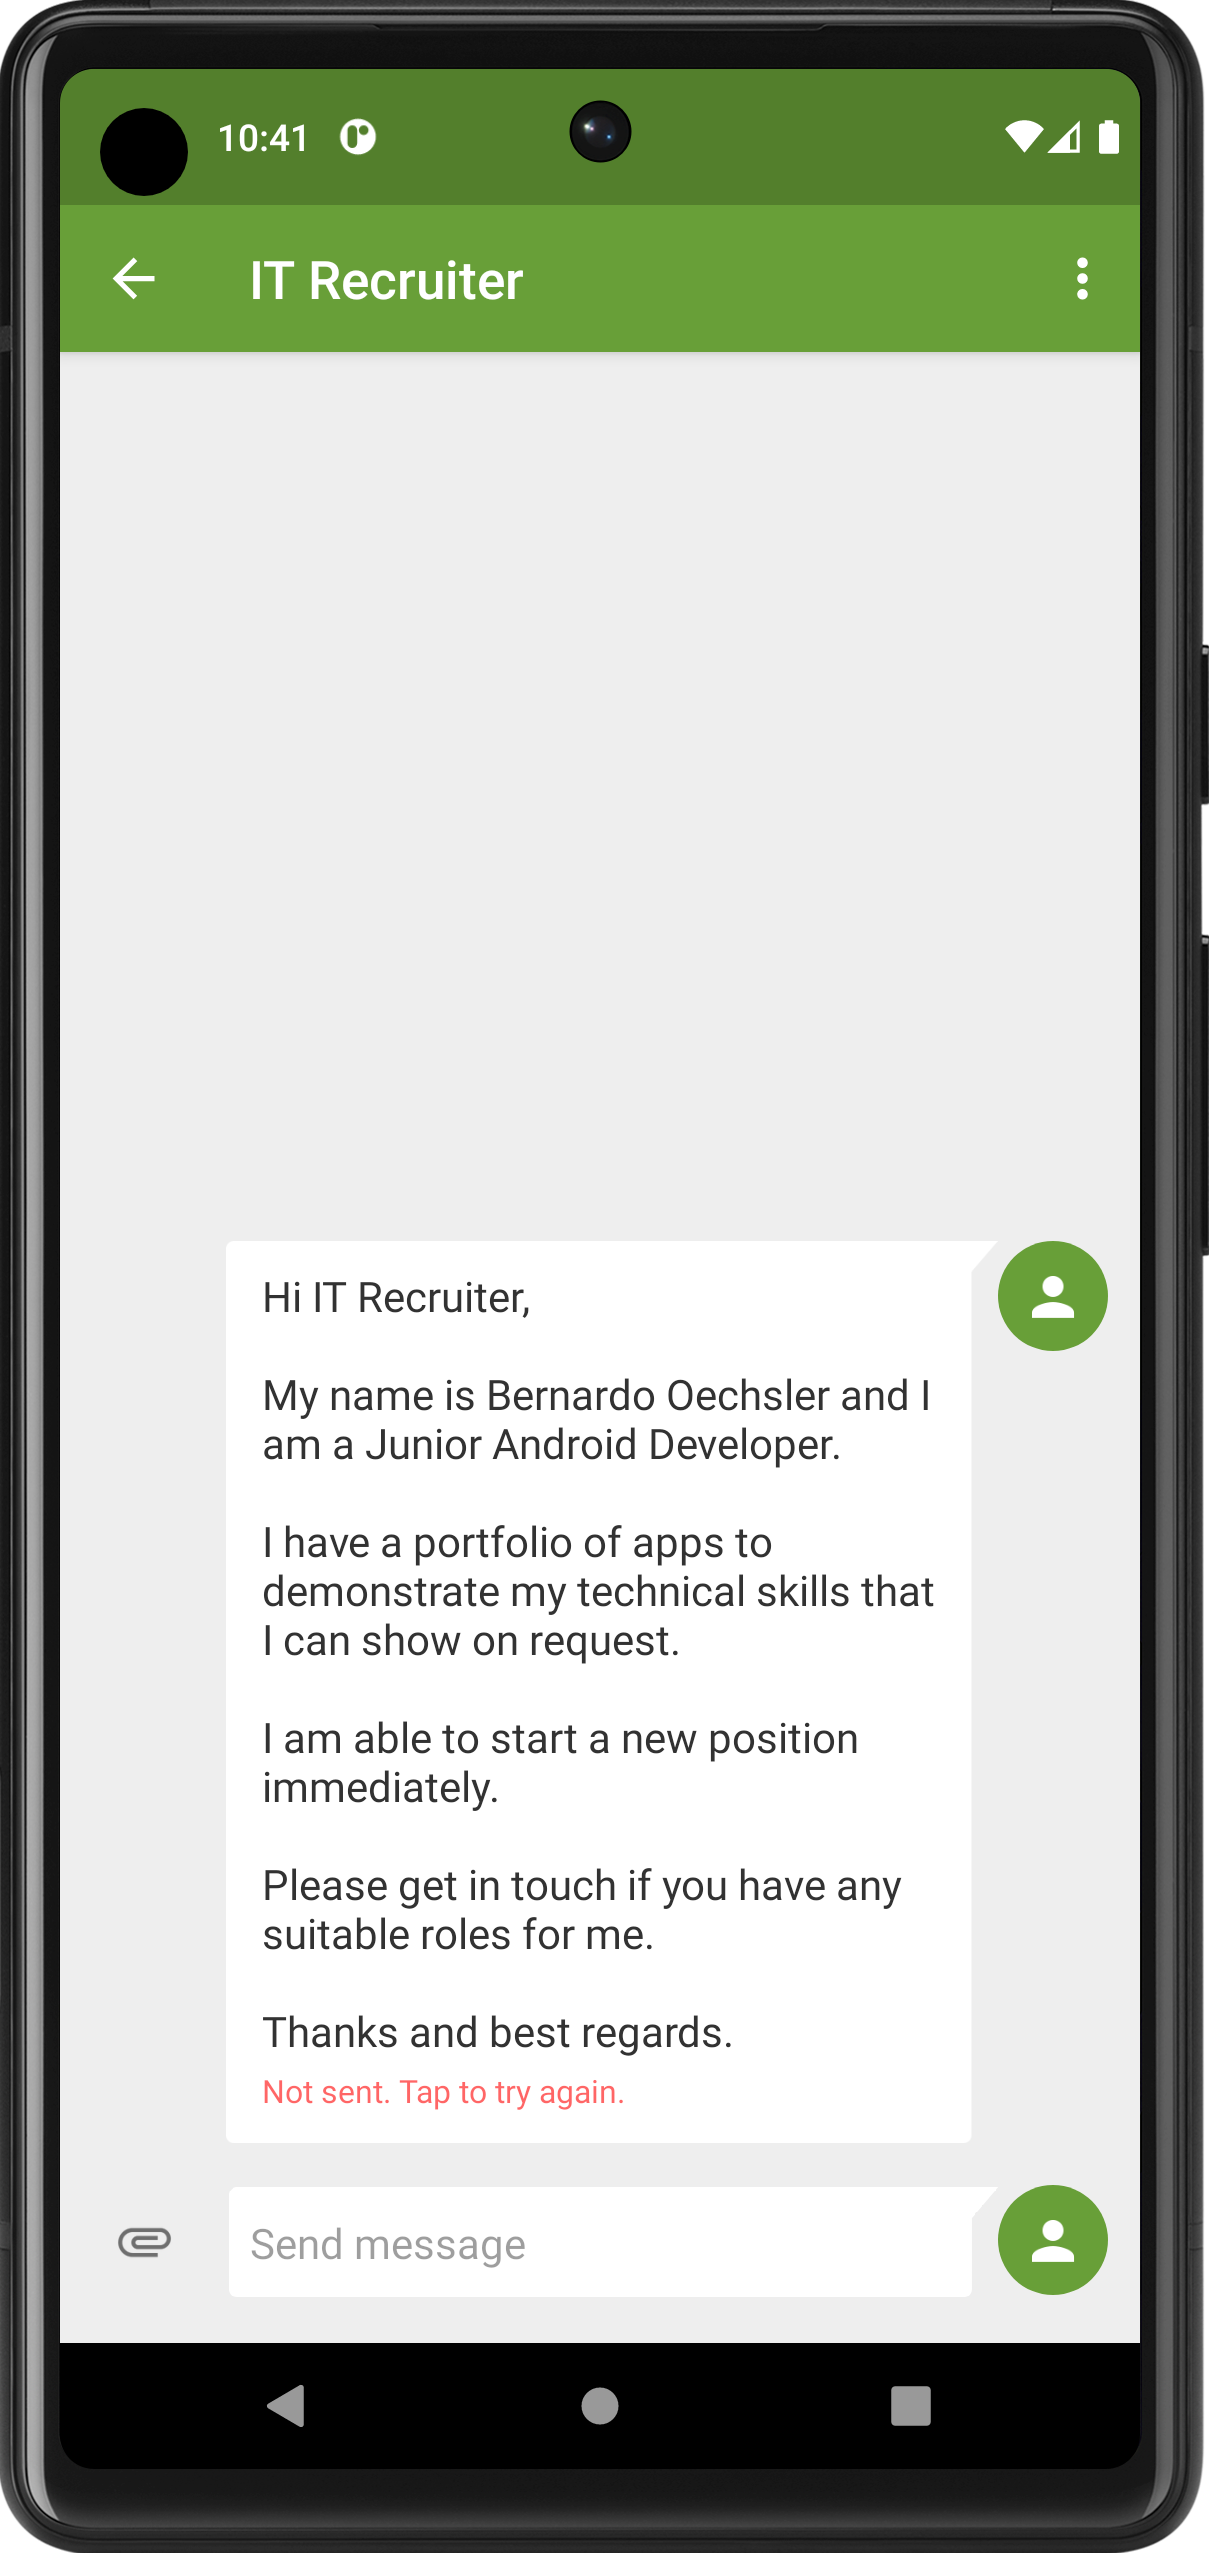 10:41
IT Recruiter
Hi IT Recruiter,
My name is Bernardo Oechsler and I
am a Junior Android Developer.
I have a portfolio of apps to
demonstrate my technical skills that
I can show on request.
I am able to start a new position
immediately.
Please get in touch if you have any
suitable roles for me.
Thanks and best regards.
Not sent. Tap to try again.
Send message